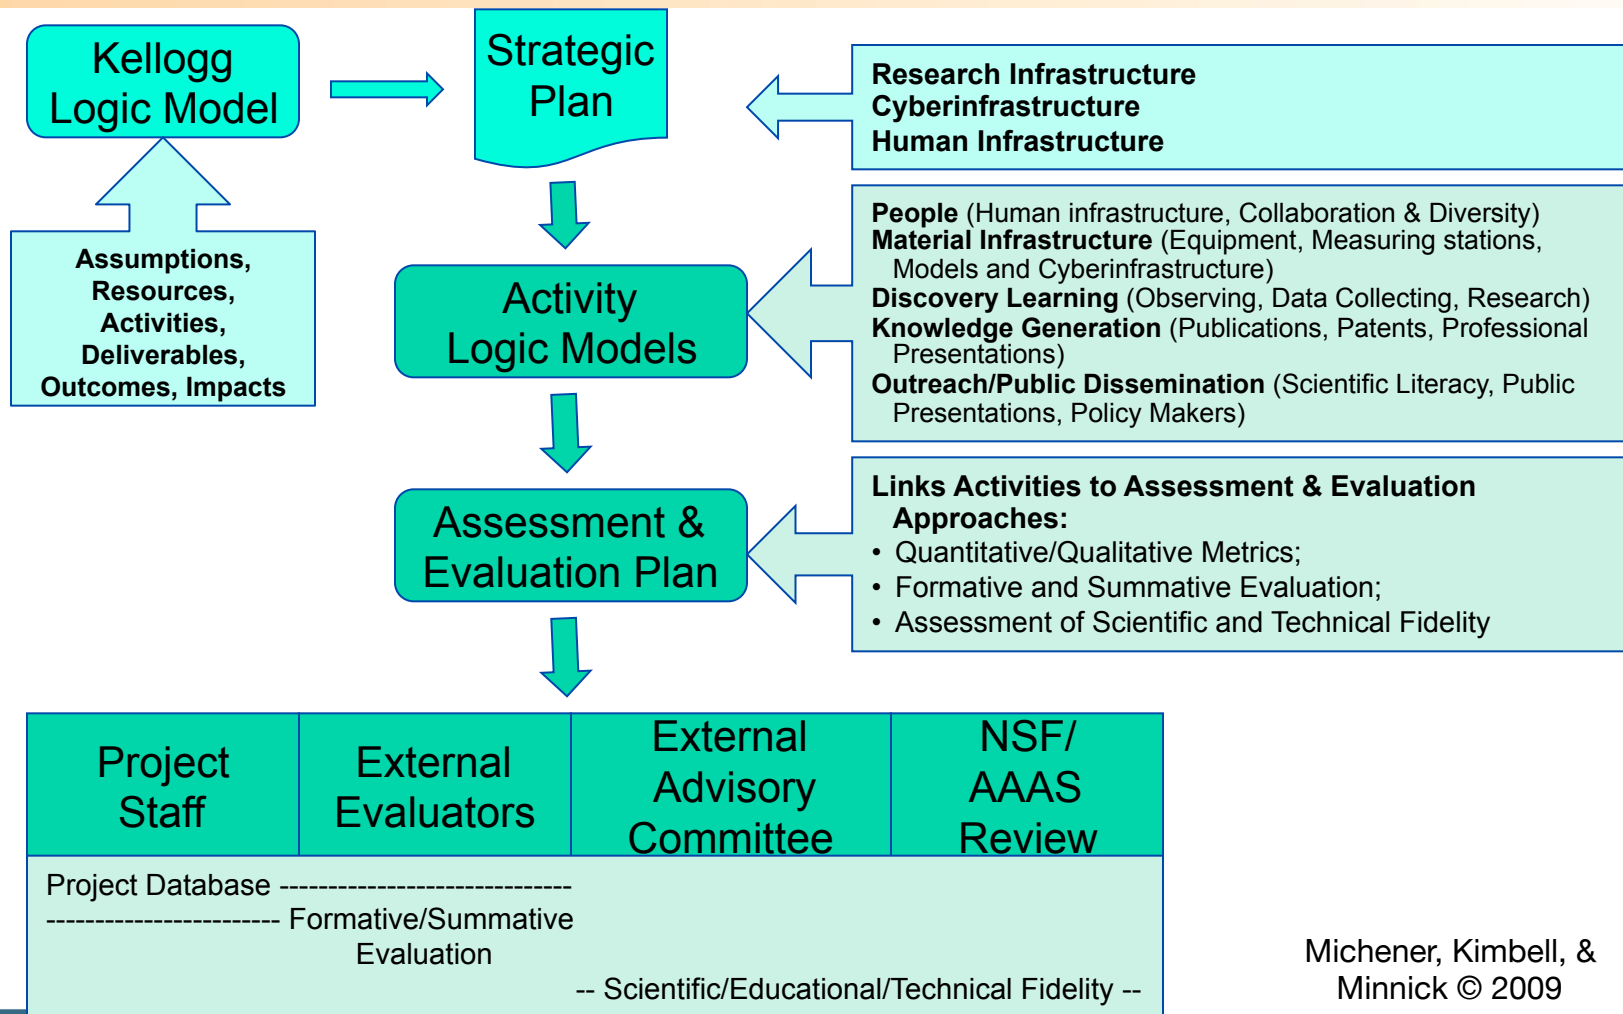 Kellogg
Logic Model
Strategic
Plan
Research Infrastructure
Cyberinfrastructure
Human Infrastructure
Assumptions,
Resources,
Activities,
Deliverables,
Outcomes, Impacts
Activity
Logic Models
People (Human infrastructure, Collaboration & Diversity)
Material Infrastructure (Equipment, Measuring stations,
Models and Cyberinfrastructure)
Discovery Learning (Observing, Data Collecting, Research)
Knowledge Generation (Publications, Patents, Professional
Presentations)
Outreach/Public Dissemination (Scientific Literacy, Public
Presentations, Policy Makers)
Assessment &
Evaluation Plan
Links Activities to Assessment & Evaluation
Approaches:
• Quantitative/Qualitative Metrics;
• Formative and Summative Evaluation;
• Assessment of Scientific and Technical Fidelity
Project
Staff
External
Evaluators
External
Advisory
Committee
NSF/
AAAS
Review
Project Database ------------------------------
------------------------ Formative/Summative
Evaluation
-- Scientific/Educational/Technical Fidelity --
Michener, Kimbell, &
Minnick © 2009